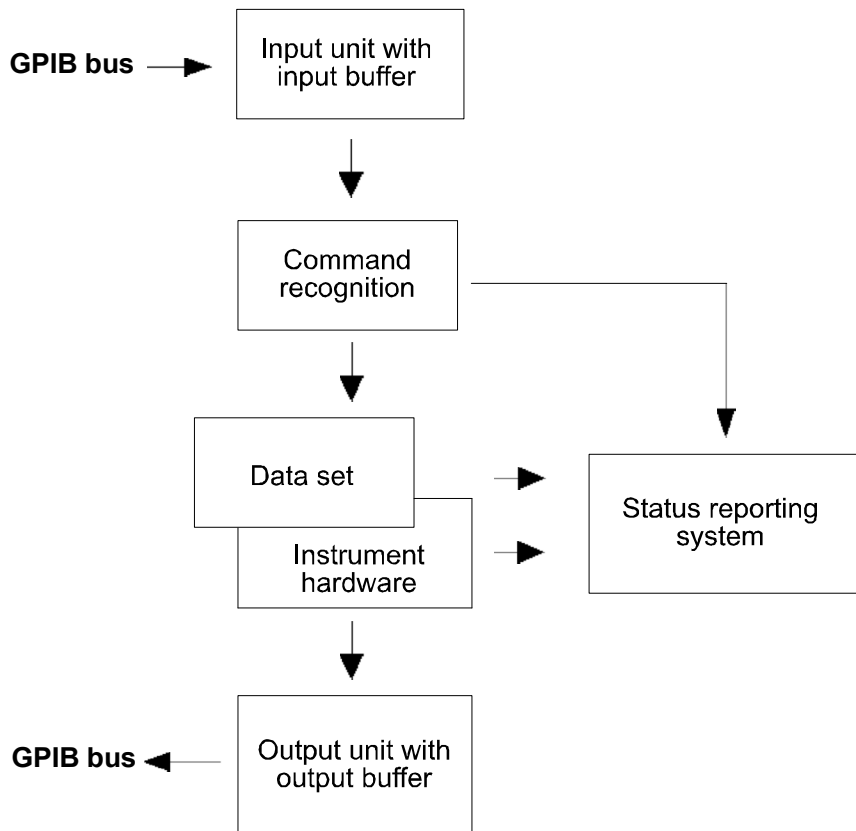 GPIB bus
Input unit with
input buffer
Command
recognition
Data set
Instrument
hardware
Status reporting
system
GPIB bus
Output unit with
output buffer